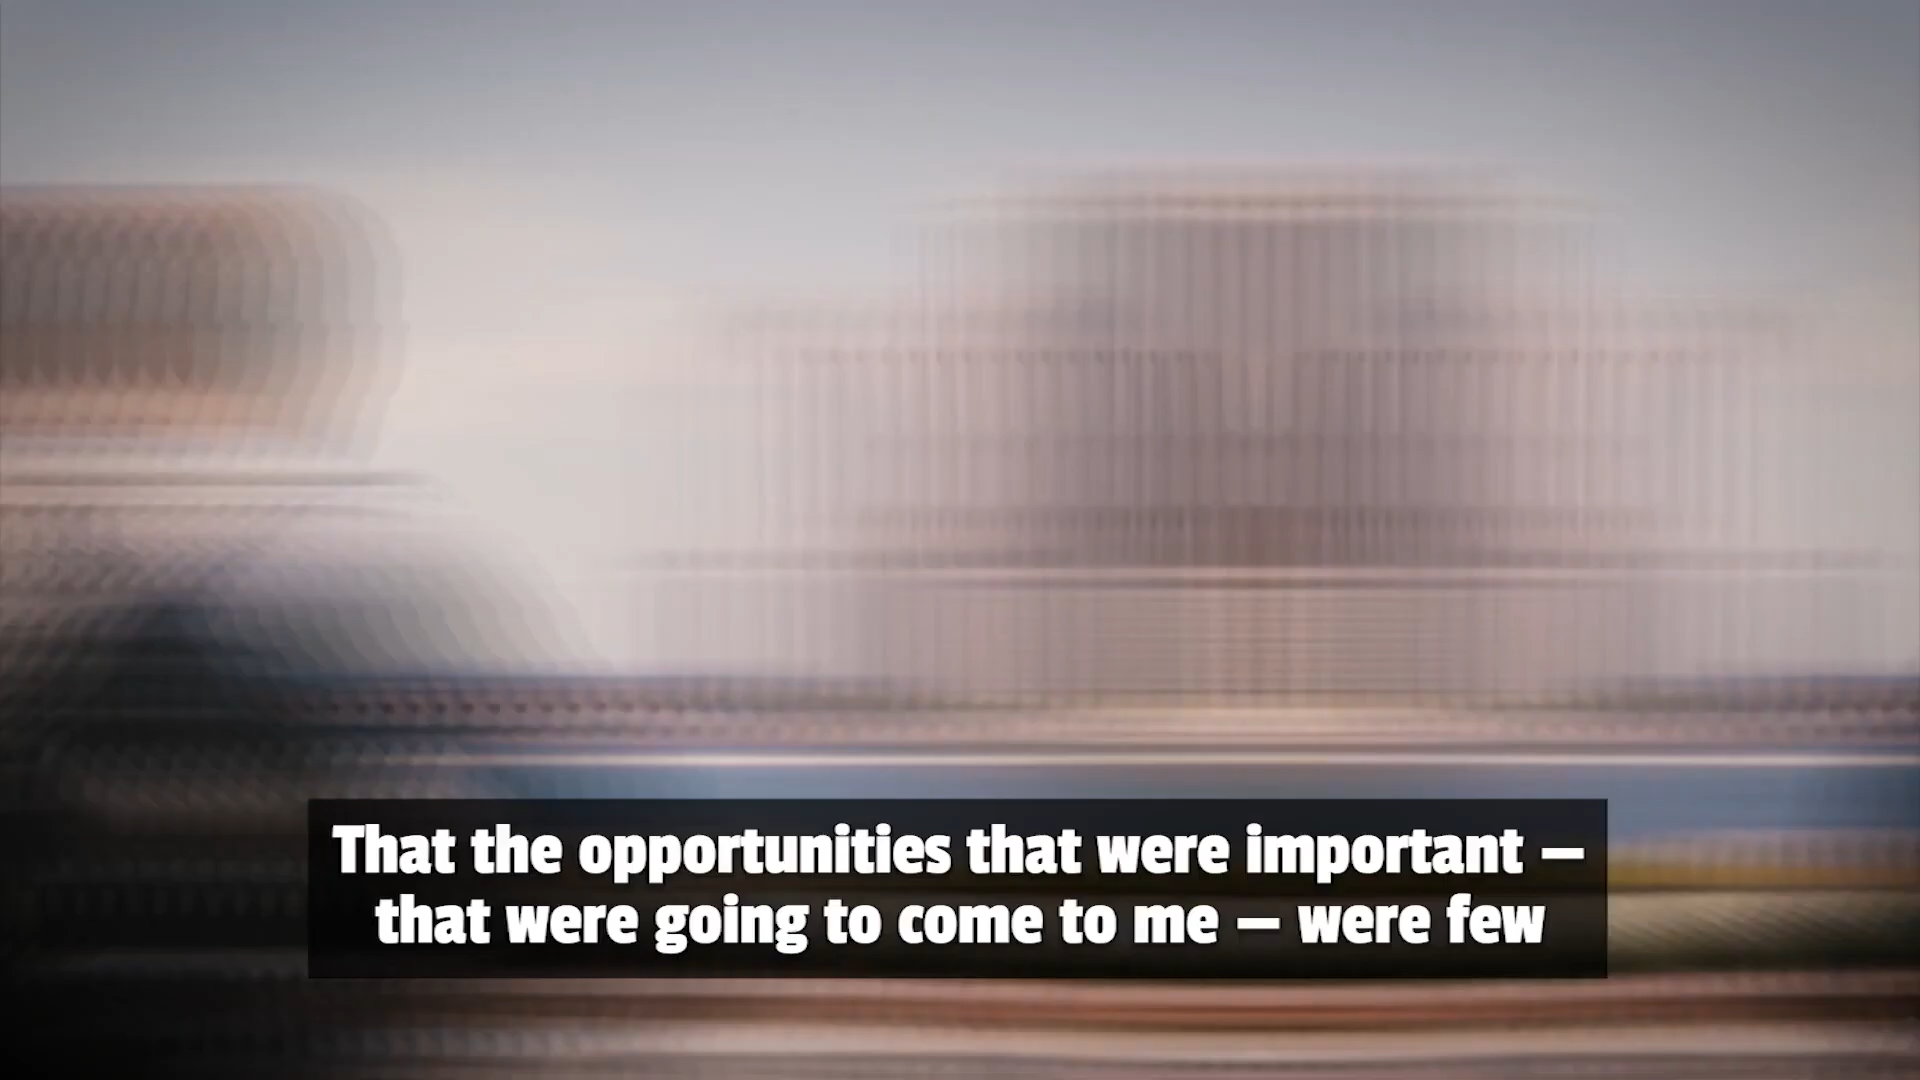 That the opportunities that were important —
that were going to come to me — were few